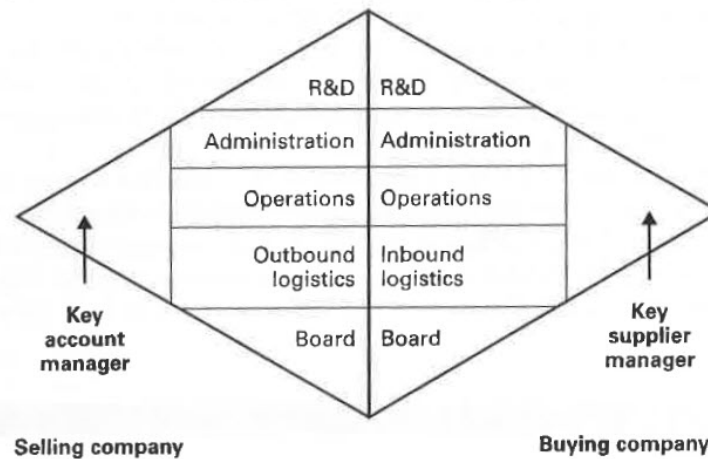 R&D R&D
Administration Administration
Operations Operations
Outbound Inbound
logistics logistics
Key Key
account supplier
manager manager
Board Board
Selling company Buying company